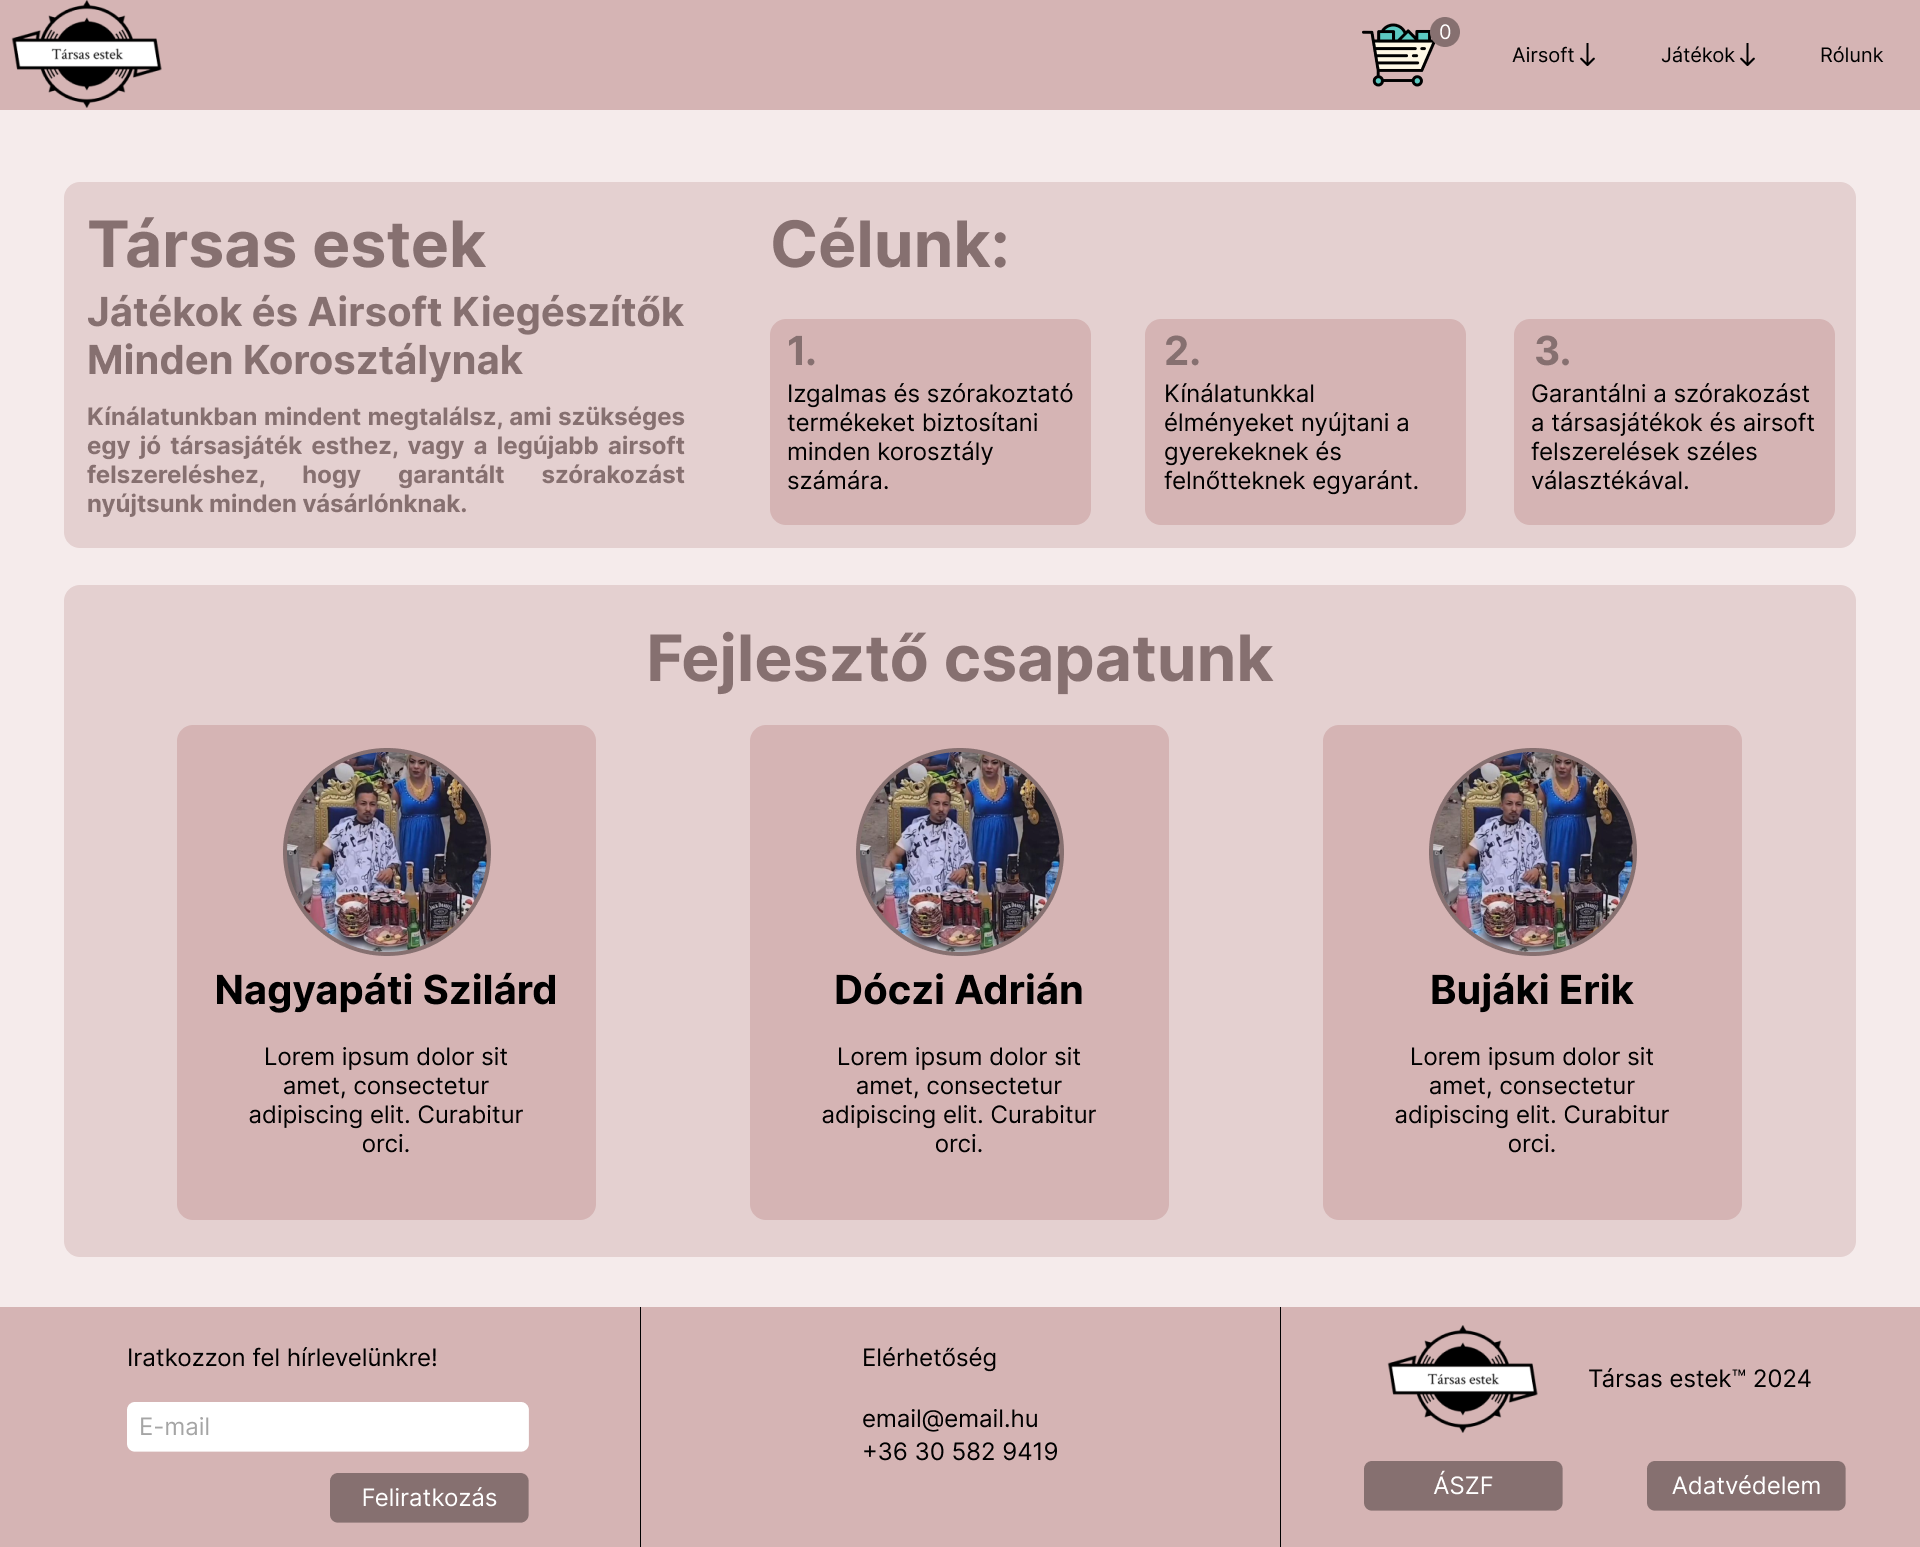 Társas estek
0
Airsoft
Játékok
Rólunk
Társas estek
Játékok és Airsoft Kiegészítők
Minden Korosztálynak
Kínálatunkban mindent megtalálsz, ami szükséges
egy jó társasjáték esthez, vagy a legújabb airsoft
felszereléshez, hogy garantált szórakozást
nyújtsunk minden vásárlónknak.
Célunk:
1.
Izgalmas és szórakoztató
termékeket biztosítani
minden korosztály
számára.
2.
Kínálatunkkal
élményeket nyújtani a
gyerekeknek és
felnőtteknek egyaránt.
3.
Garantálni a szórakozást
a társasjátékok és airsoft
felszerelések széles
választékával.
Fejlesztő csapatunk
Nagyapáti Szilárd
Lorem ipsum dolor sit
amet, consectetur
adipiscing elit. Curabitur
orci.
Dóczi Adrián
Lorem ipsum dolor sit
amet, consectetur
adipiscing elit. Curabitur
orci.
Bujáki Erik
Lorem ipsum dolor sit
amet, consectetur
adipiscing elit. Curabitur
orci.
Iratkozzon fel hírlevelünkre!
E-mail
Feliratkozás
Elérhetőség
email@email.hu
+36 30 582 9419
Társas estek
Társas estek™ 2024
ÁSZF
Adatvédelem